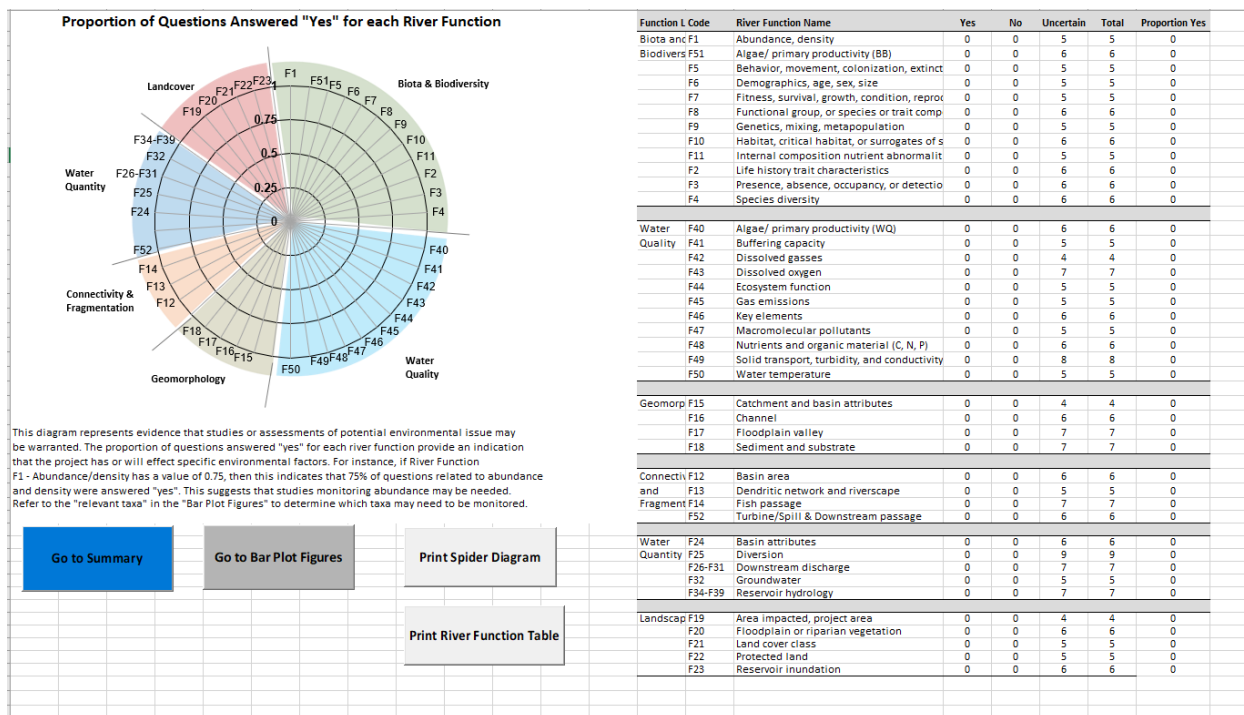 Proportion of Questions Answered "Yes" for each River Function
Landcover
Biota & Biodiversity
Water
Quantity
Connectivity &
Fragmentation
Geomorphology
Water
Quality
F1
F51
F5
F6
F7
F8
F9
F10
F11
F2
F3
F4
F40
F41
F42
F43
F44
F45
F46
F47
F48
F49
F50
F15
F16
F17
F18
F12
F13
F14
F52
F24
F25
F26-F31
F32
F34-F39
F19
F20
F21
F22
F23
1
0.75
0.5
0.25
0
This diagram represents evidence that studies or assessments of potential environmental issue may
be warranted. The proportion of questions answered "yes" for each river function provide an indication
that the project has or will effect specific environmental factors. For instance, if River Function
F1 - Abundance/density has a value of 0.75, then this indicates that 75% of questions related to abundance
and density were answered "yes". This suggests that studies monitoring abundance may be needed.
Refer to the "relevant taxa" in the "Bar Plot Figures" to determine which taxa may need to be monitored.
Go to Summary
Go to Bar Plot Figures
Print Spider Diagram
Print River Function Table
Function L Code River Function Name Yes No Uncertain Total Proportion Yes
Biota and F1 Abundance, density 0 0 5 5 0
Biodivers F51 Algae/ primary productivity (BB) 0 0 6 6 0
F5 Behavior, movement, colonization, extinct 0 0 5 5 0
F6 Demographics, age, sex, size 0 0 6 6 0
F7 Fitness, survival, growth, condition, repro 0 0 5 5 0
F8 Functional group, or species or trait comp 0 0 6 6 0
F9 Genetics, mixing, metapopulation 0 0 5 5 0
F10 Habitat, critical habitat, or surrogates of s 0 0 6 6 0
F11 Internal composition nutrient abnormalit 0 0 5 5 0
F2 Life history trait characteristics 0 0 6 6 0
F3 Presence, absence, occupancy, or detectio 0 0 6 6 0
F4 Species diversity 0 0 6 6 0
Water F40 Algae/ primary productivity (WQ) 0 0 6 6 0
Quality F41 Buffering capacity 0 0 5 5 0
F42 Dissolved gasses 0 0 4 4 0
F43 Dissolved oxygen 0 0 7 7 0
F44 Ecosystem function 0 0 5 5 0
F45 Gas emissions 0 0 5 5 0
F46 Key elements 0 0 6 6 0
F47 Macromolecular pollutants 0 0 5 5 0
F48 Nutrients and organic material (C, N, P) 0 0 6 6 0
F49 Solid transport, turbidity, and conductivity 0 0 8 8 0
F50 Water temperature 0 0 5 5 0
Geomorp F15 Catchment and basin attributes 0 0 4 4 0
F16 Channel 0 0 6 6 0
F17 Floodplain valley 0 0 7 7 0
F18 Sediment and substrate 0 0 7 7 0
Connectiv F12 Basin area 0 0 6 6 0
and F13 Dendritic network and riverscape 0 0 5 5 0
Fragment F14 Fish passage 0 0 7 7 0
F52 Turbine/Spill & Downstream passage 0 0 6 6 0
Water F24 Basin attributes 0 0 6 6 0
Quantity F25 Diversion 0 0 9 9 0
F26-F31 Downstream discharge 0 0 7 7 0
F32 Groundwater 0 0 5 5 0
F34-F39 Reservoir hydrology 0 0 7 7 0
Landscap F19 Area impacted, project area 0 0 4 4 0
F20 Floodplain or riparian vegetation 0 0 6 6 0
F21 Land cover class 0 0 5 5 0
F22 Protected land 0 0 5 5 0
F23 Reservoir inundation 0 0 6 6 0